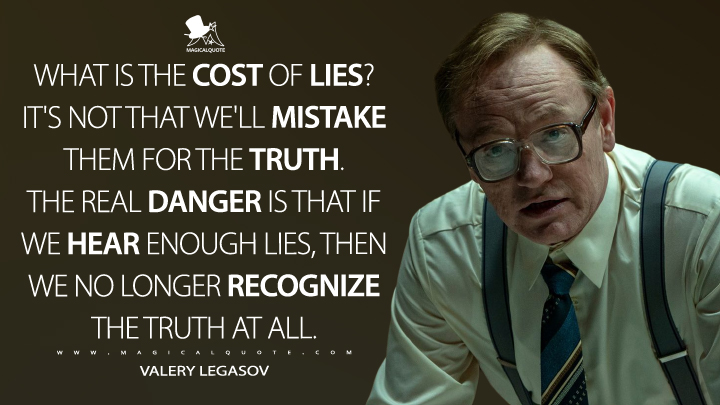 MAGICALQUOTE
WHAT IS THE COST OF LIES?
IT'S NOT THAT WE'LL MISTAKE
THEM FOR THE TRUTH.
THE REAL DANGER IS THAT IF
WE HEAR ENOUGH LIES, THEN
WE NO LONGER RECOGNIZE
THE TRUTH AT ALL.
WWW.MAGICALQUOTE.COM
VALERY LEGASOV